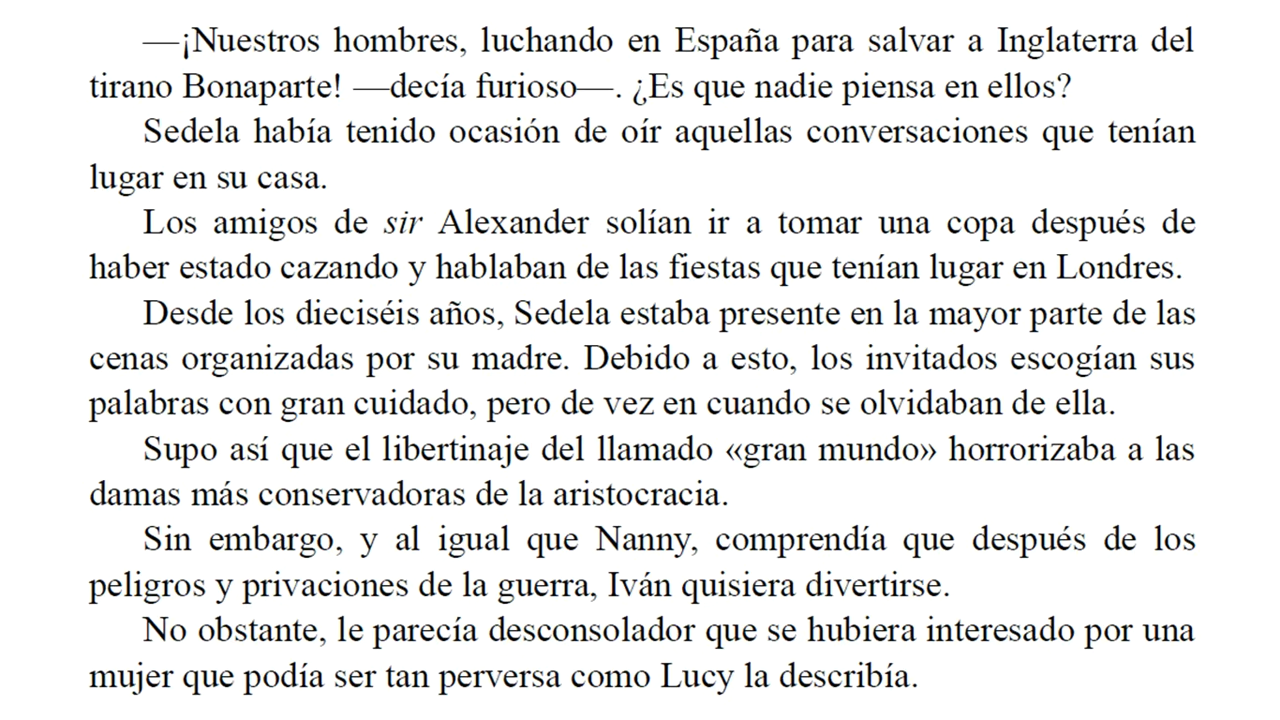 —¡Nuestros hombres, luchando en España para salvar a Inglaterra del
tirano Bonaparte! —decía furioso—. ¿Es que nadie piensa en ellos?
Sedela había tenido ocasión de oír aquellas conversaciones que tenían
lugar en su casa.
Los amigos de sir Alexander solían ir a tomar una copa después de
haber estado cazando y hablaban de las fiestas que tenían lugar en Londres.
Desde los dieciséis años, Sedela estaba presente en la mayor parte de las
cenas organizadas por su madre. Debido a esto, los invitados escogían sus
palabras con gran cuidado, pero de vez en cuando se olvidaban de ella.
Supo así que el libertinaje del llamado «gran mundo» horrorizaba a las
damas más conservadoras de la aristocracia.
Sin embargo, y al igual que Nanny, comprendía que después de los
peligros y privaciones de la guerra, Iván quisiera divertirse.
No obstante, le parecía desconsolador que se hubiera interesado por una
mujer que podía ser tan perversa como Lucy la describía.